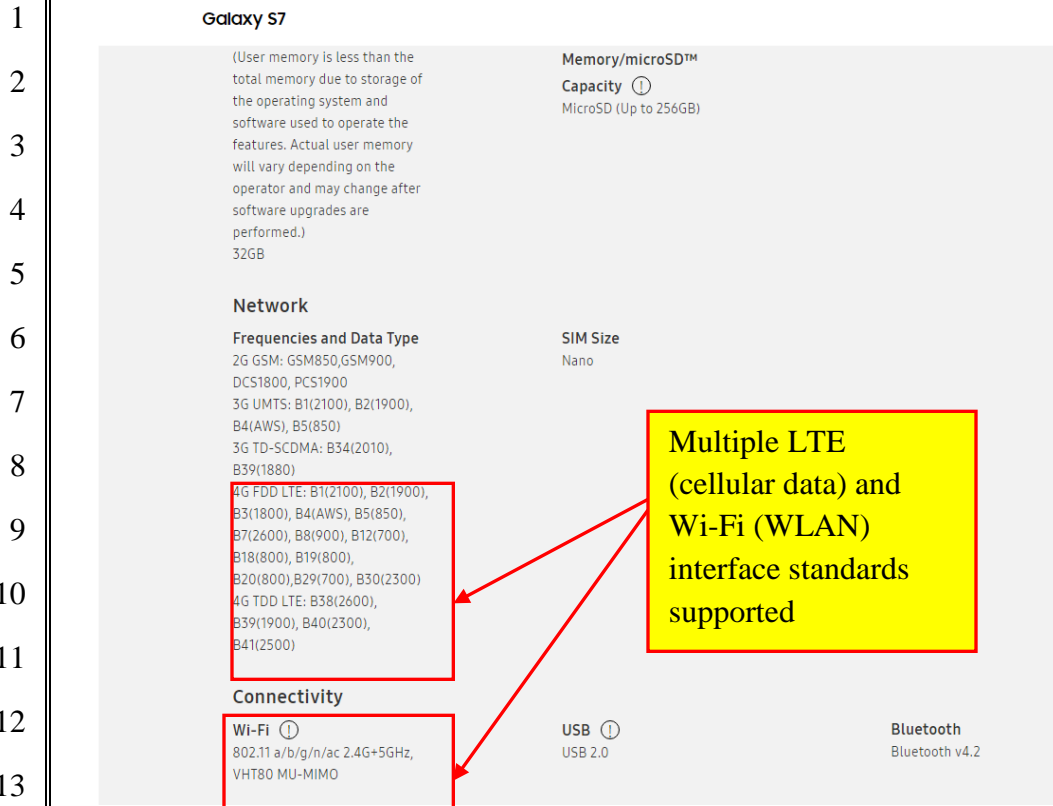 1
Galaxy S7
(User memory is less than the
total memory due to storage of
the operating system and
software used to operate the
features. Actual user memory
will vary depending on the
operator and may change after
software upgrades are
performed.)
32GB
Memory/microSD™
Capacity
MicroSD (Up to 256GB)
2
3
4
5
Network
6
Frequencies and Data Type
2G GSM: GSM850,GSM900,
DCS1800, PCS1900
3G UMTS: B1(2100), B2(1900),
B4(AWS), B5(850)
3G TD-SCDMA: B34(2010),
B39(1880)
4G FDD LTE: B1(2100), B2(1900),
B3(1800), B4(AWS), B5(850),
B7(2600), B8(900), B12(700),
B18(800), B19(800),
B20(800),B29(700), B30(2300)
4G TDD LTE: B38(2600),
B39(1900), B40(2300),
B41(2500)
SIM Size
Nano
7
8
9
10
11
Multiple LTE
(cellular data) and
Wi-Fi (WLAN)
interface standards
supported
Connectivity
12
Wi-Fi
802.11 a/b/g/n/ac 2.4G+5GHz,
VHT80 MU-MIMO
USB
USB 2.0
Bluetooth
Bluetooth v4.2
13